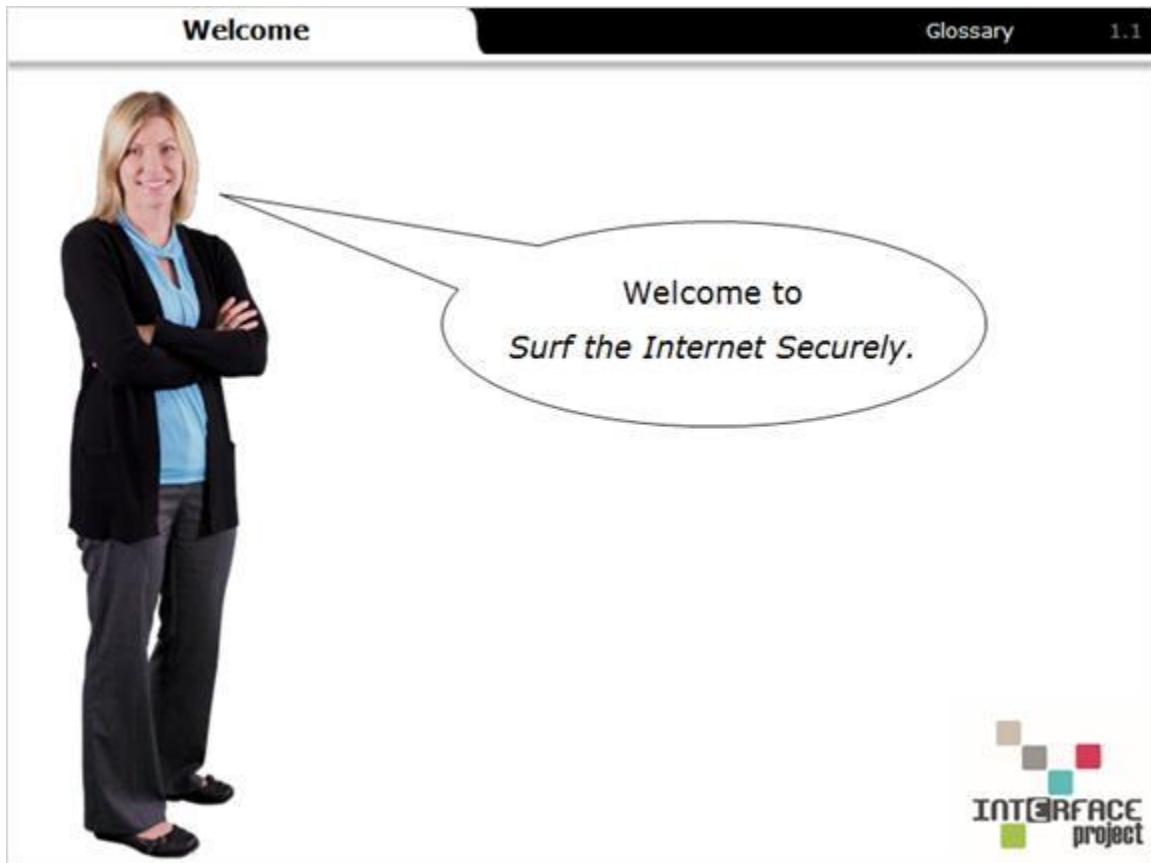 Welcome
Glossary
1.1
Welcome to
Surf the Internet Securely.
INTERFACE
project